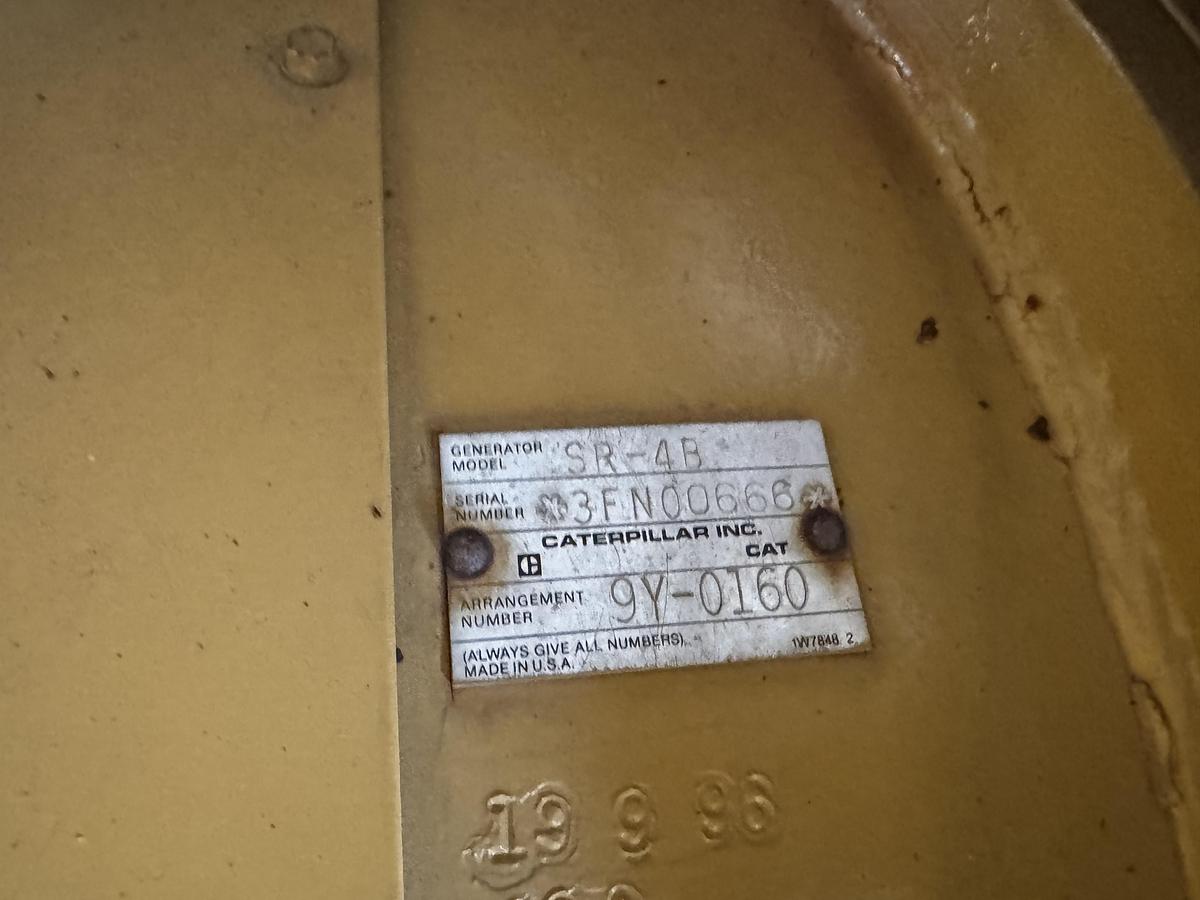 GENERATOR MODEL SR-4B
SERIAL NUMBER *3FN00666*
CATERPILLAR INC.
CAT
ARRANGEMENT NUMBER 9Y-0160
(ALWAYS GIVE ALL NUMBERS)
MADE IN U.S.A. 1W7848 2
19 9 96